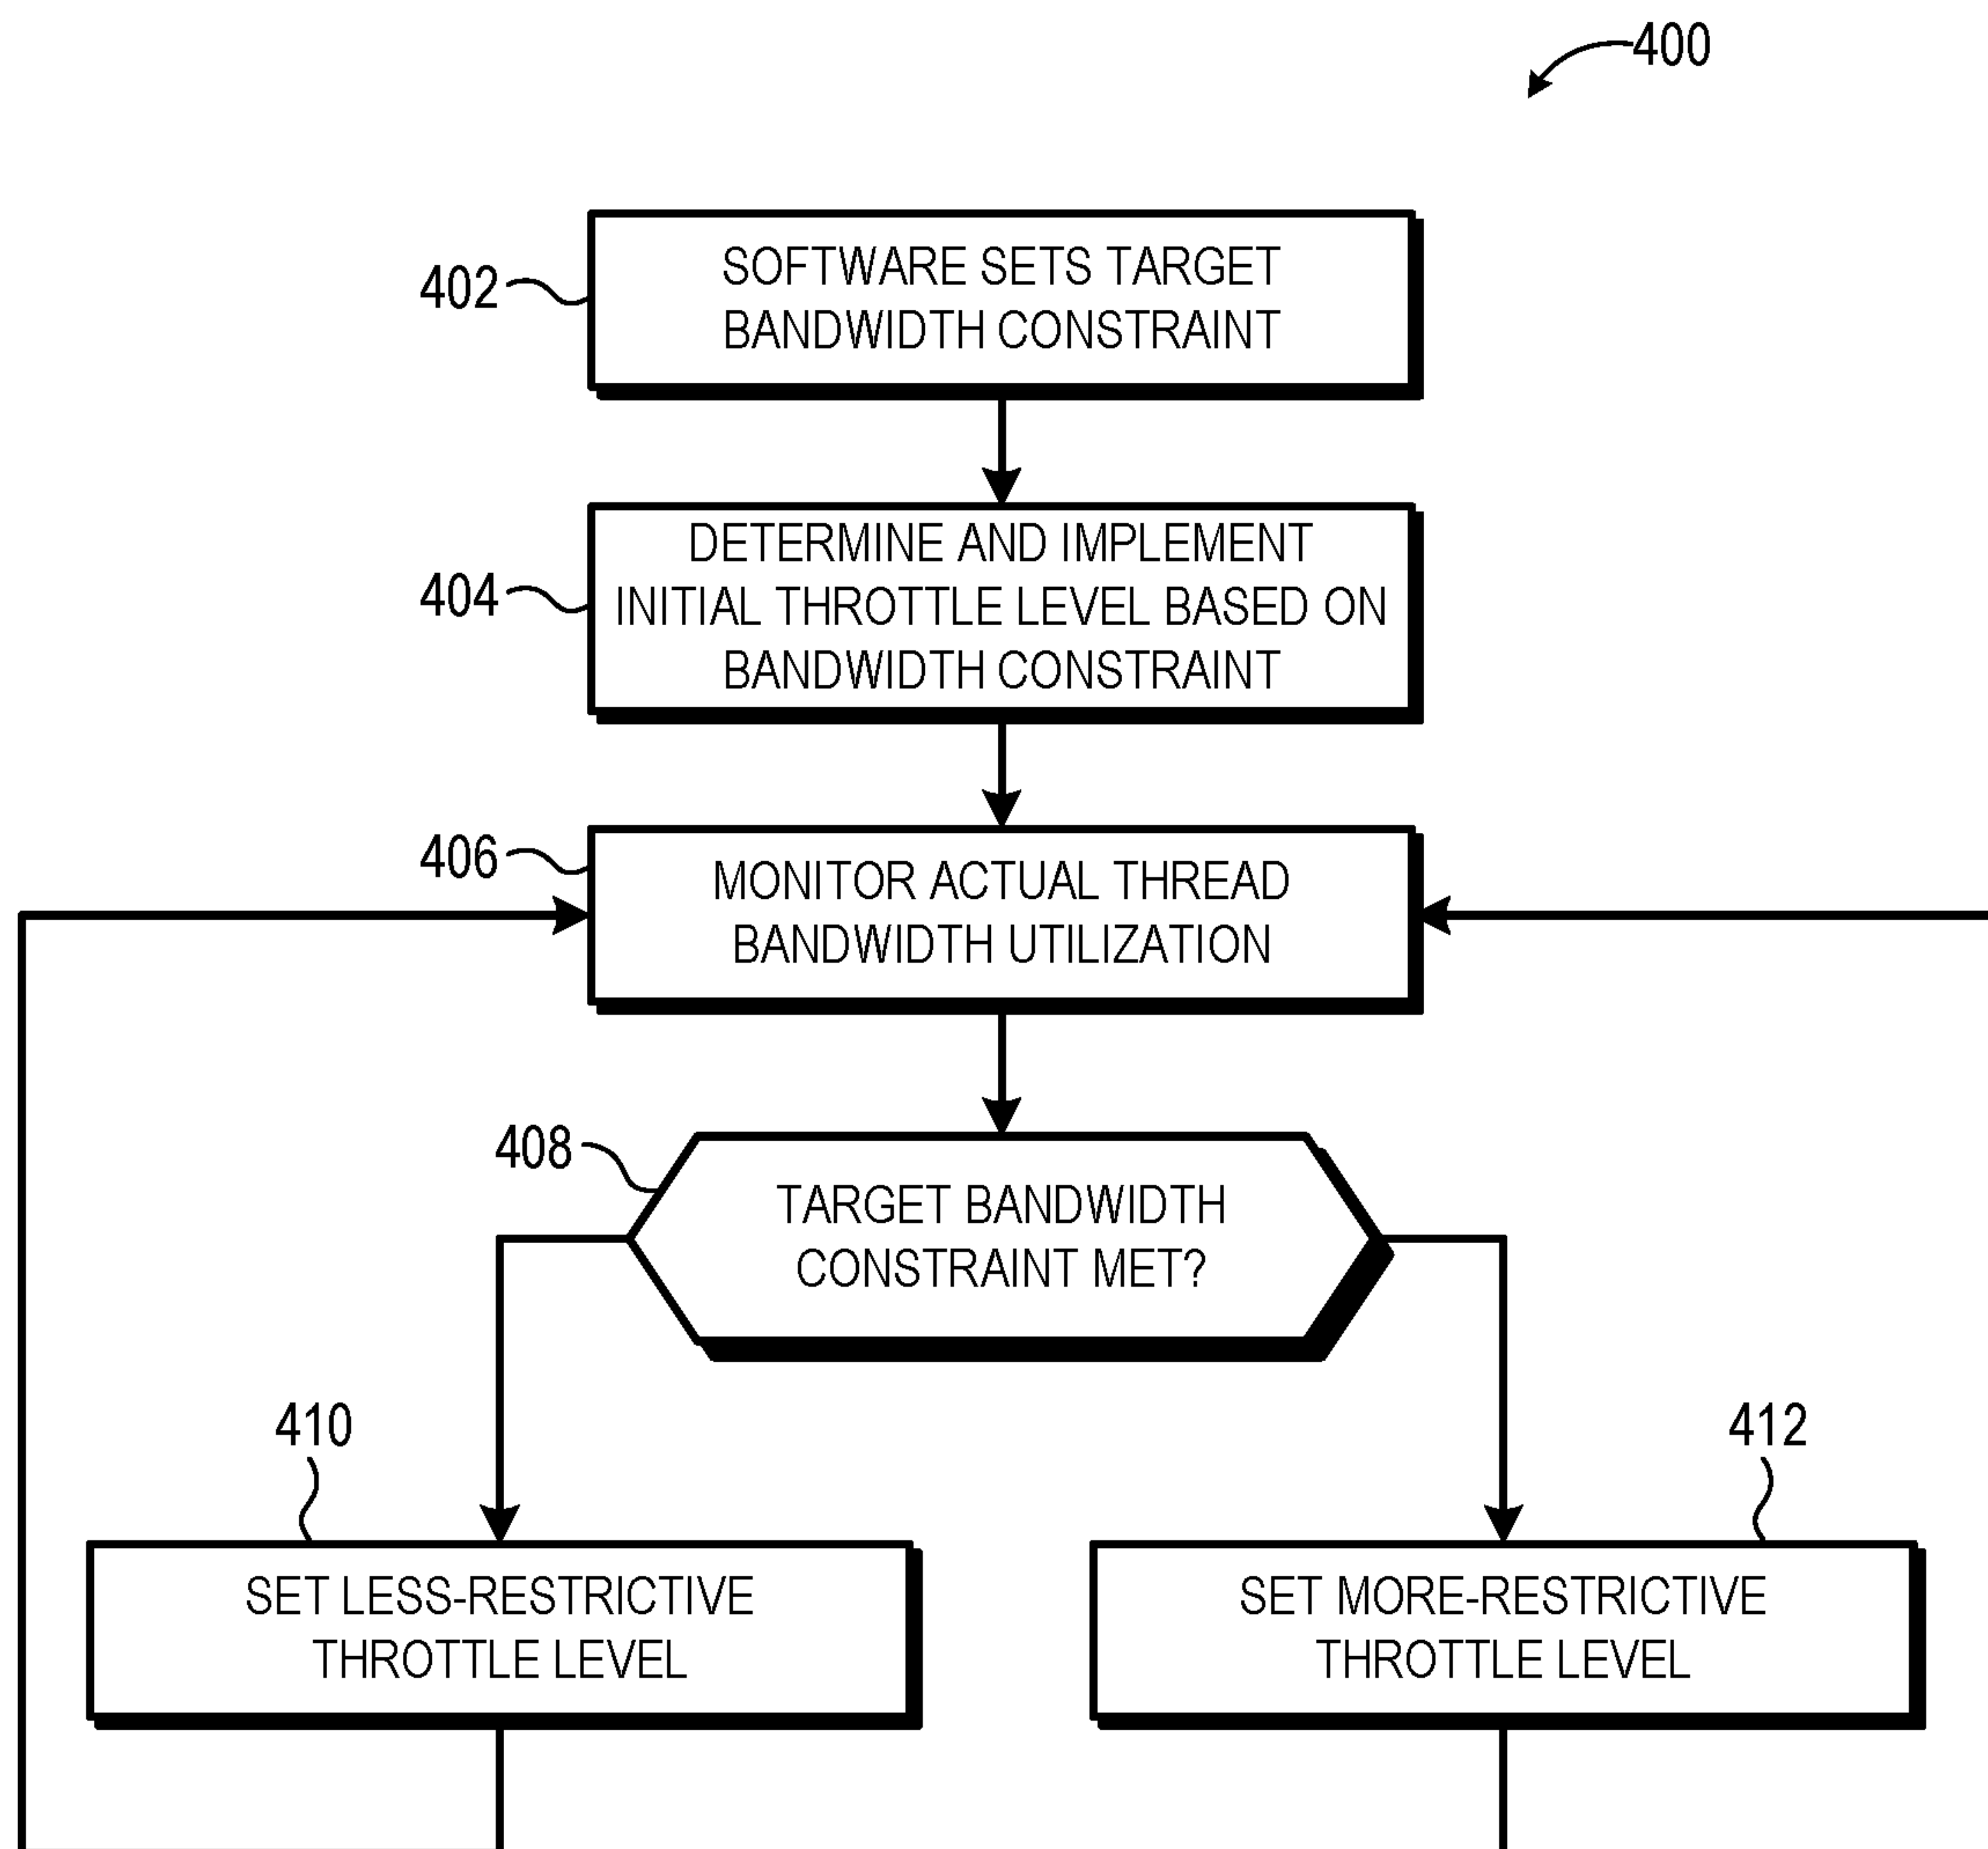 400
402
SOFTWARE SETS TARGET
BANDWIDTH CONSTRAINT
404
DETERMINE AND IMPLEMENT
INITIAL THROTTLE LEVEL BASED ON
BANDWIDTH CONSTRAINT
406
MONITOR ACTUAL THREAD
BANDWIDTH UTILIZATION
408
TARGET BANDWIDTH
CONSTRAINT MET?
410
SET LESS-RESTRICTIVE
THROTTLE LEVEL
412
SET MORE-RESTRICTIVE
THROTTLE LEVEL